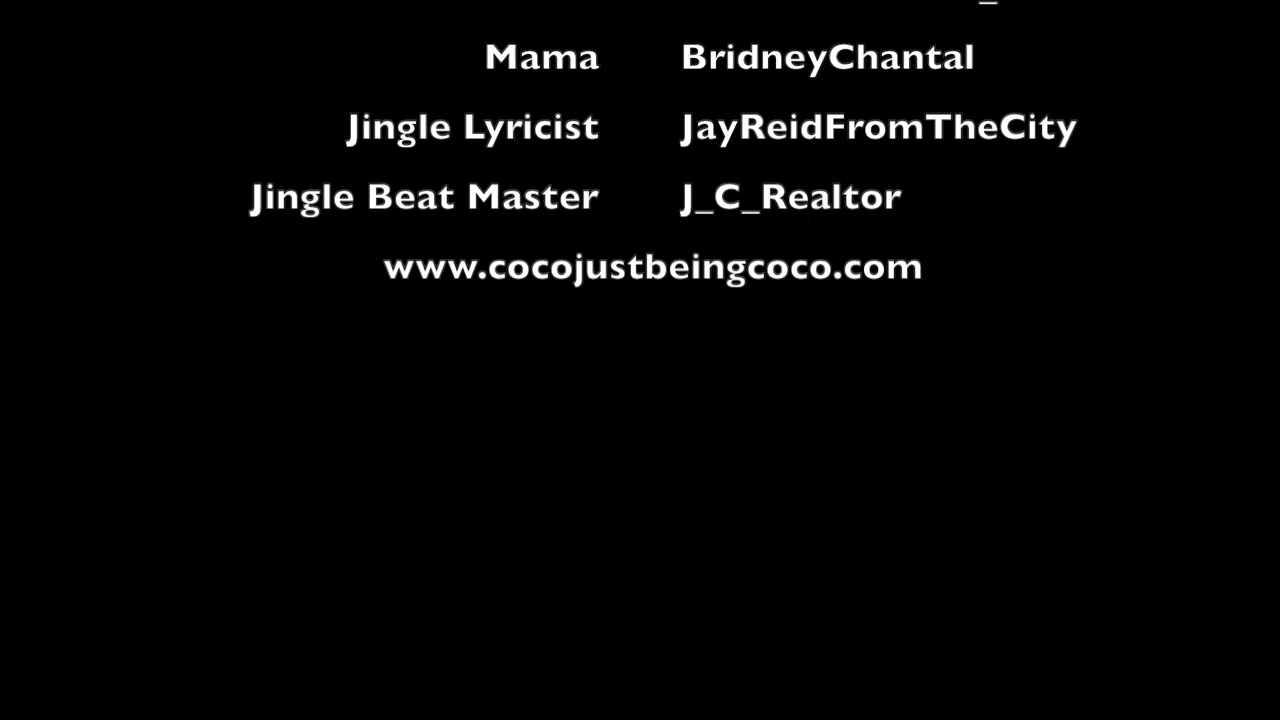 Mama BridneyChantal
Jingle Lyricist JayReidFromTheCity
Jingle Beat Master J_C_Realtor
www.cocojustbeingcoco.com